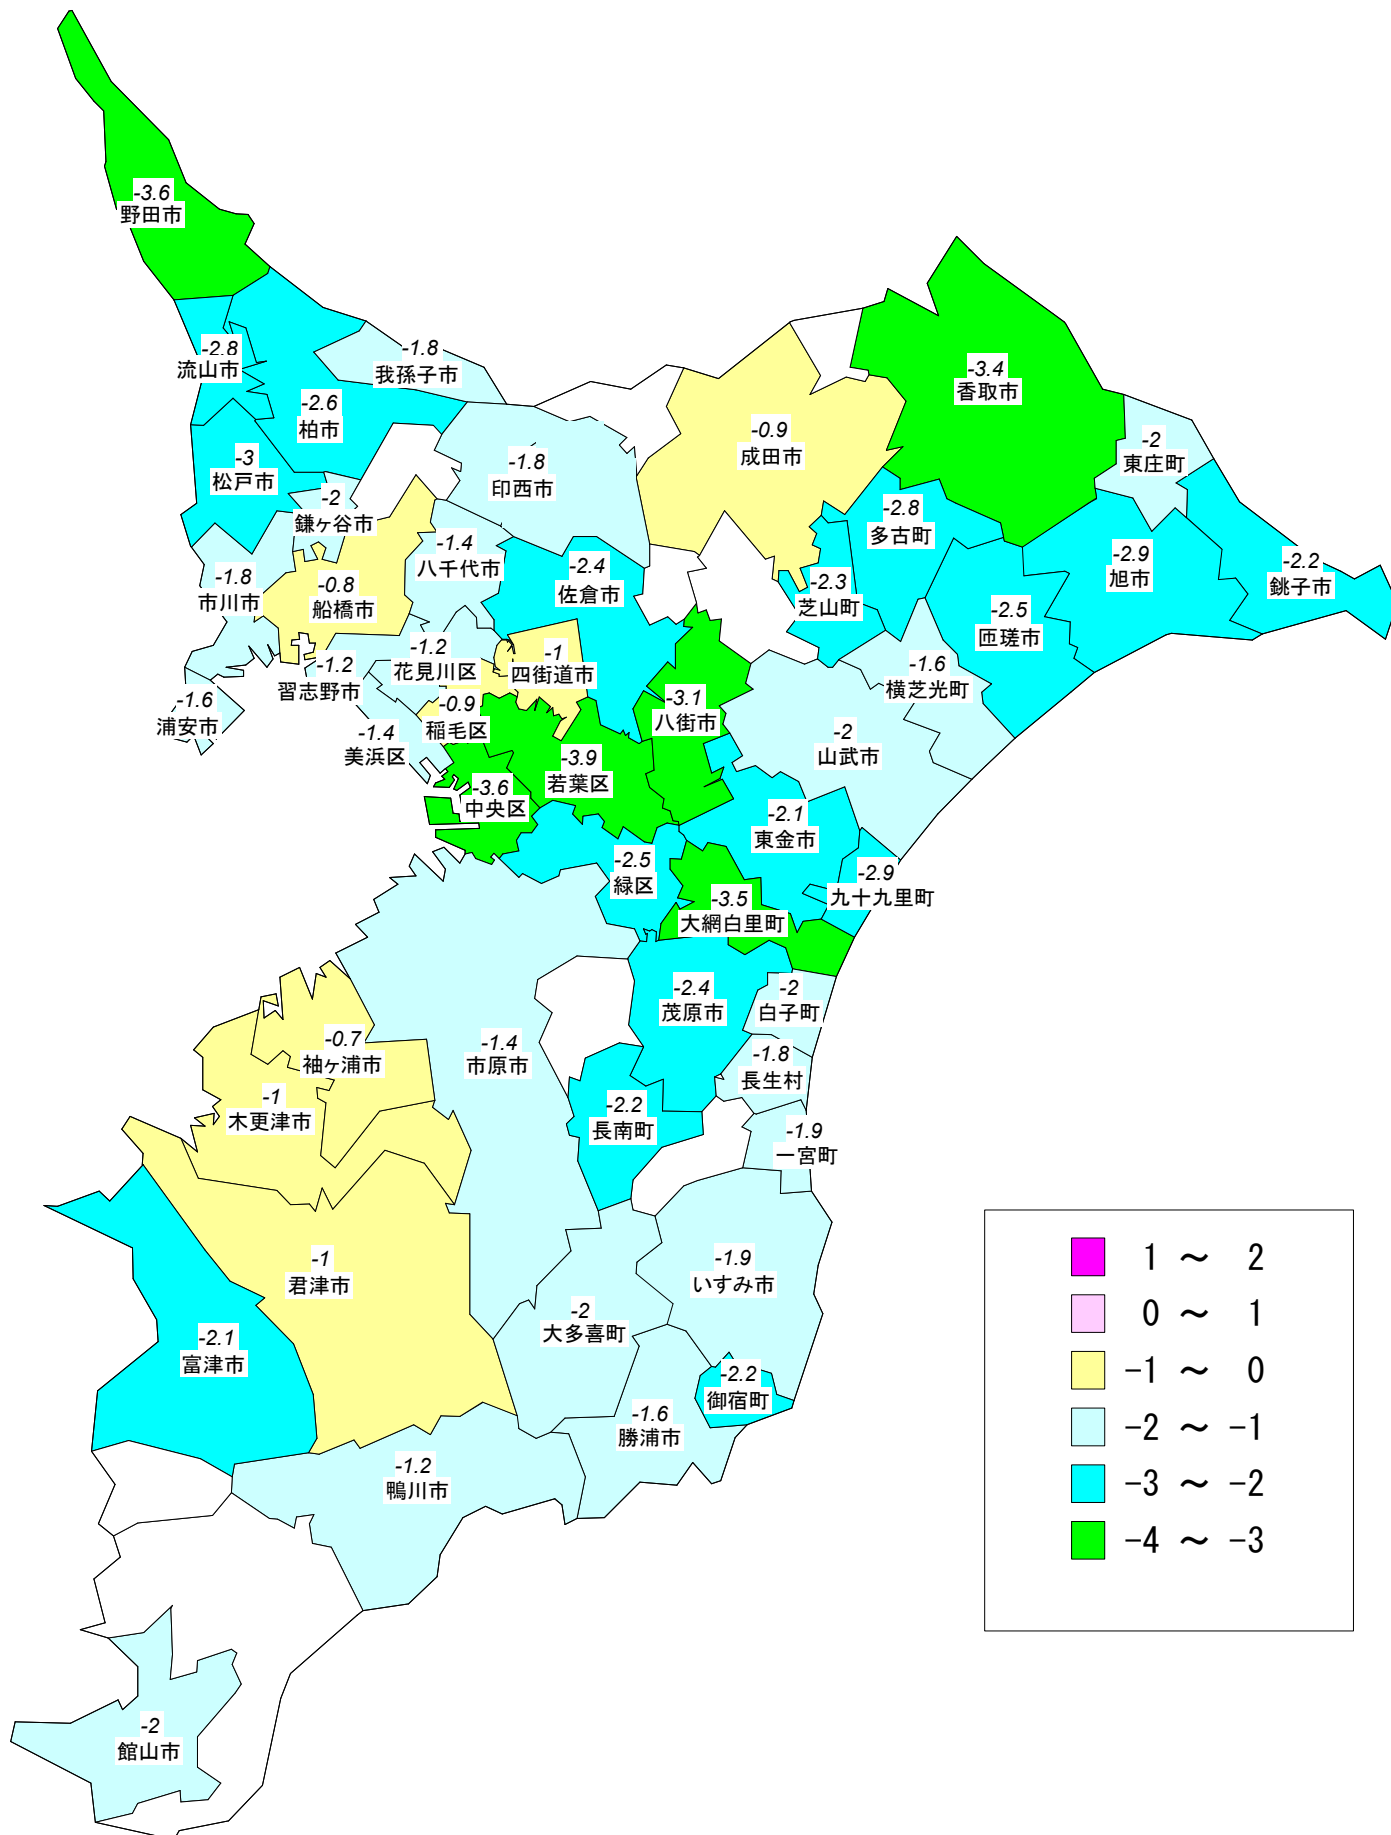 -3.6
野田市
-2.8
流山市
-1.8
我孫子市
-2.6
柏市
-3
松戸市
-3.4
香取市
-0.9
成田市
-2
東庄町
-1.8
印西市
-2
鎌ヶ谷市
-2.8
多古町
-1.4
八千代市
-2.9
旭市
-2.2
銚子市
-1.8
市川市
-0.8
船橋市
-2.4
佐倉市
-2.3
芝山町
-2.5
匝瑳市
-1.2
習志野市
-1.2
花見川区
-1
四街道市
-1.6
横芝光町
-1.6
浦安市
-0.9
稲毛区
-3.1
八街市
-1.4
美浜区
-2
山武市
-3.9
若葉区
-3.6
中央区
-2.1
東金市
-2.5
緑区
-2.9
九十九里町
-3.5
大網白里町
-2.4
茂原市
-2
白子町
-0.7
袖ヶ浦市
-1.4
市原市
-1.8
長生村
-1
木更津市
-2.2
長南町
-1.9
一宮町
-1
君津市
-1.9
いすみ市
-2.1
富津市
-2
大多喜町
-2.2
御宿町
-1.6
勝浦市
-1.2
鴨川市
-2
館山市
1 ～ 2
0 ～ 1
-1 ～ 0
-2 ～ -1
-3 ～ -2
-4 ～ -3